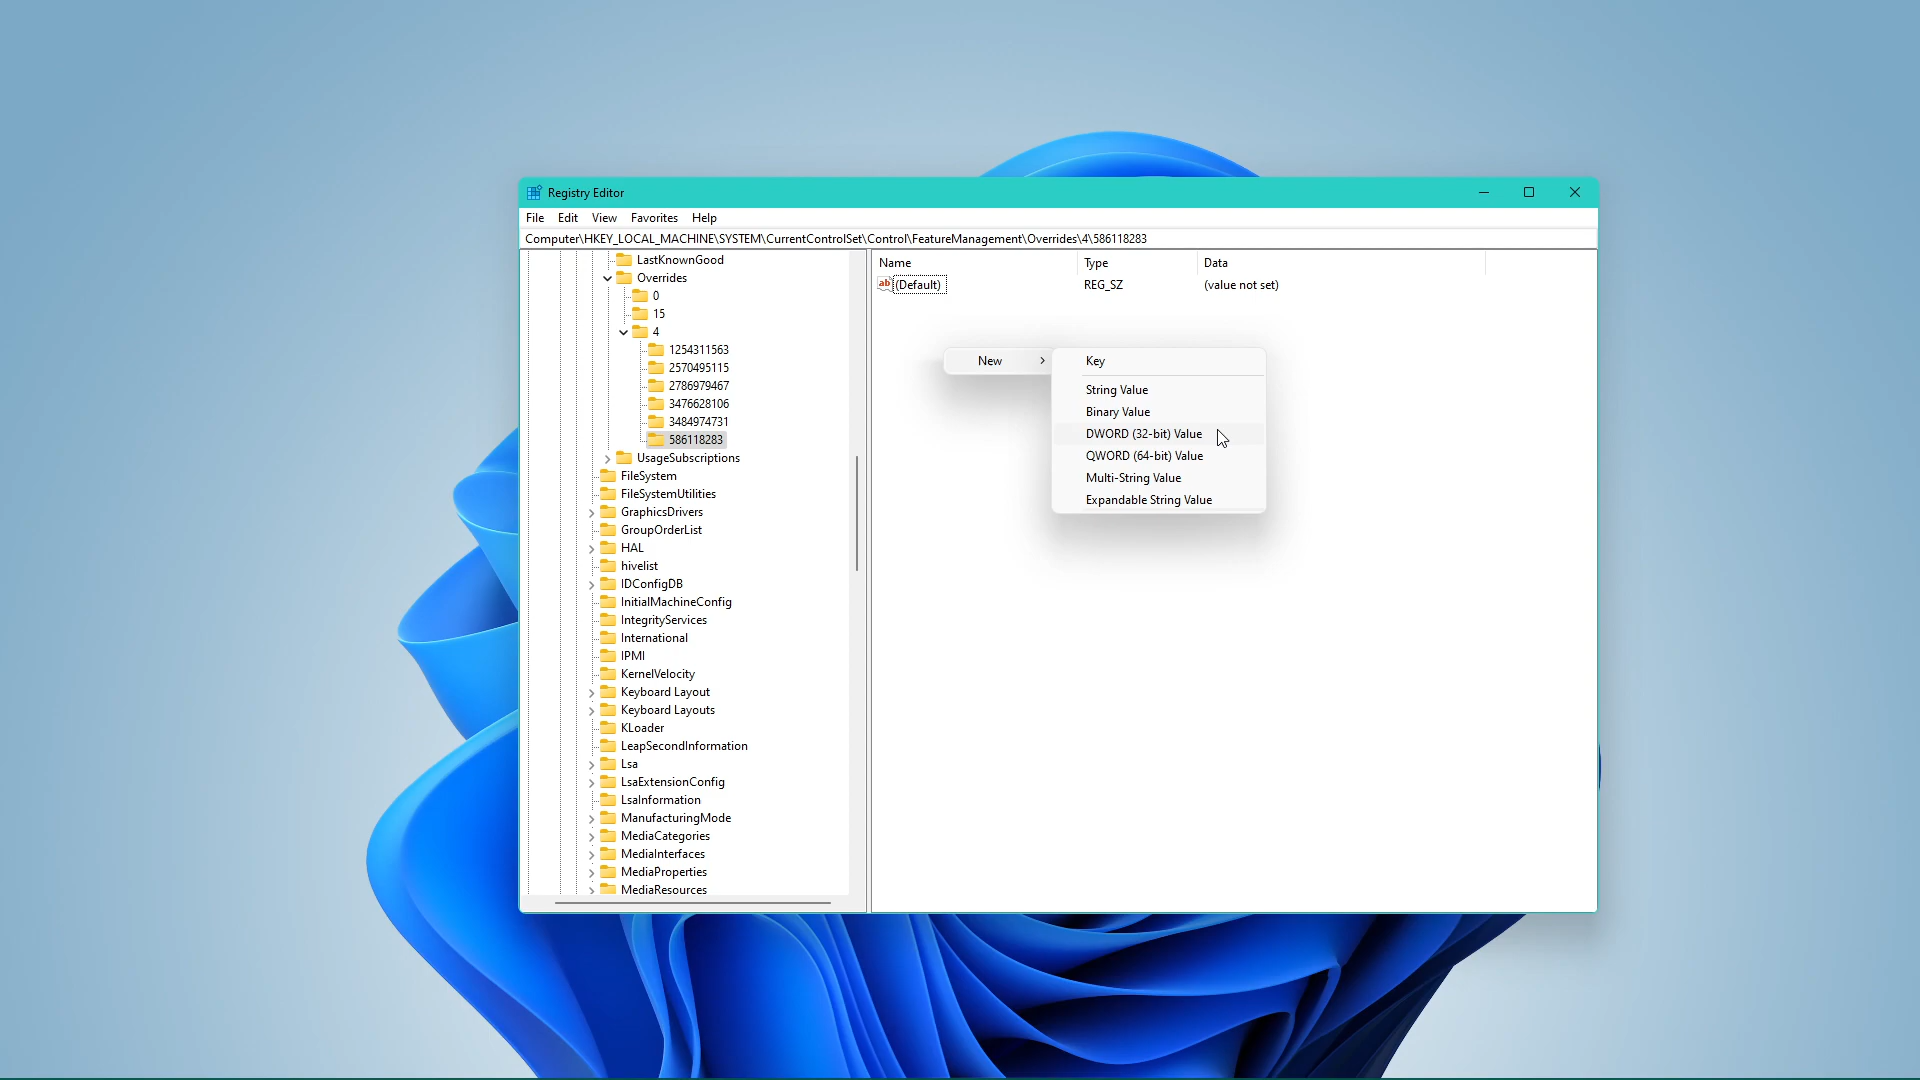 Registry Editor
File Edit View Favorites Help
Computer\HKEY_LOCAL_MACHINE\SYSTEM\CurrentControlSet\Control\FeatureManagement\Overrides\4\586118283
LastKnownGood
Overrides
0
15
4
1254311563
2570495115
2786979467
3476628106
3484974731
586118283
UsageSubscriptions
FileSystem
FileSystemUtilities
GraphicsDrivers
GroupOrderList
HAL
hivelist
IDConfigDB
InitialMachineConfig
IntegrityServices
International
IPMI
KernelVelocity
Keyboard Layout
Keyboard Layouts
KLoader
LeapSecondInformation
Lsa
LsaExtensionConfig
LsaInformation
ManufacturingMode
MediaCategories
MediaInterfaces
MediaProperties
MediaResources
Name Type Data
ab (Default) REG_SZ (value not set)
New
Key
String Value
Binary Value
DWORD (32-bit) Value
QWORD (64-bit) Value
Multi-String Value
Expandable String Value